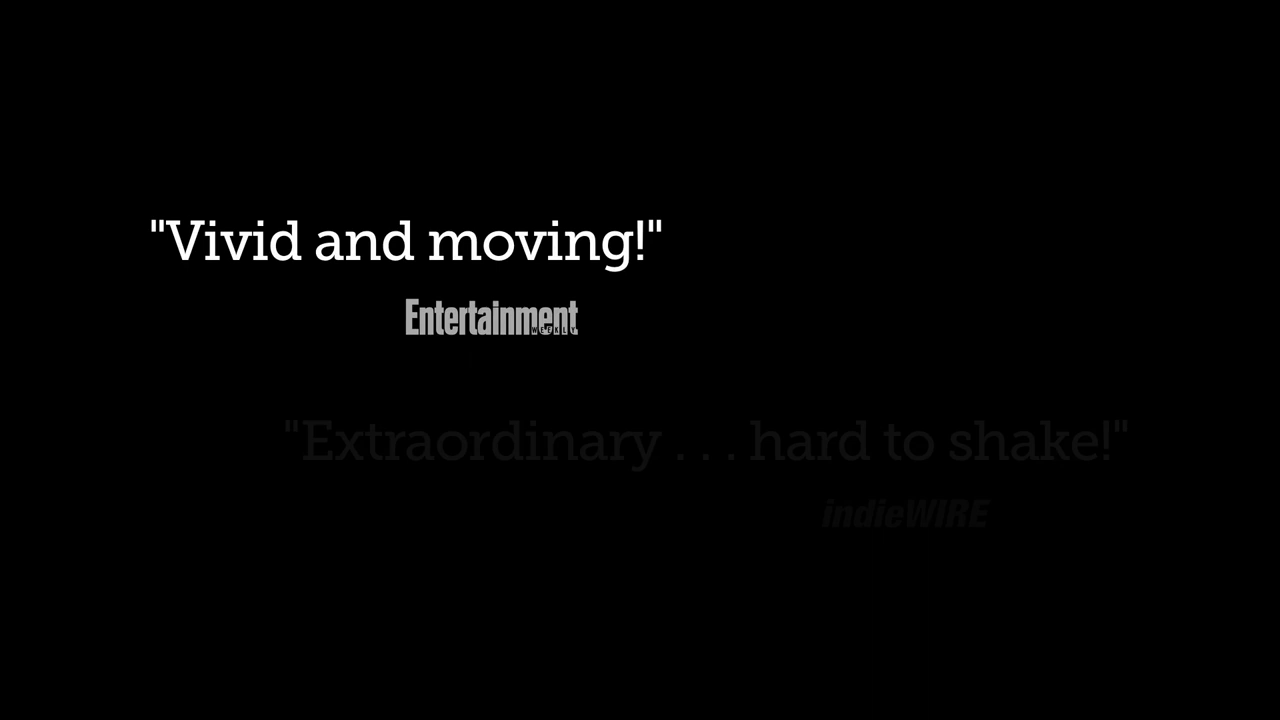 "Vivid and moving!"
Entertainment
WEEKLY
"Extraordinary . . . hard to shake!"
indieWIRE